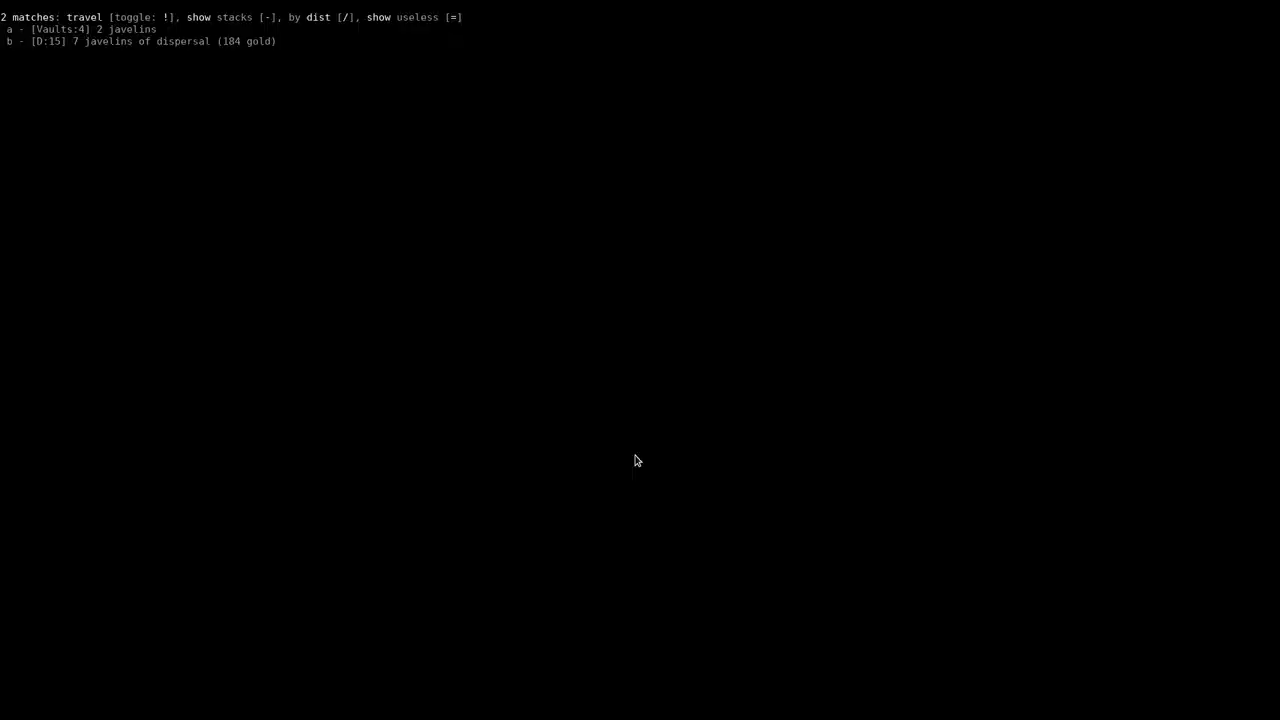 2 matches: travel [toggle: !], show stacks [-], by dist [/], show useless [=]
a - [Vaults:4] 2 javelins
b - [D:15] 7 javelins of dispersal (184 gold)